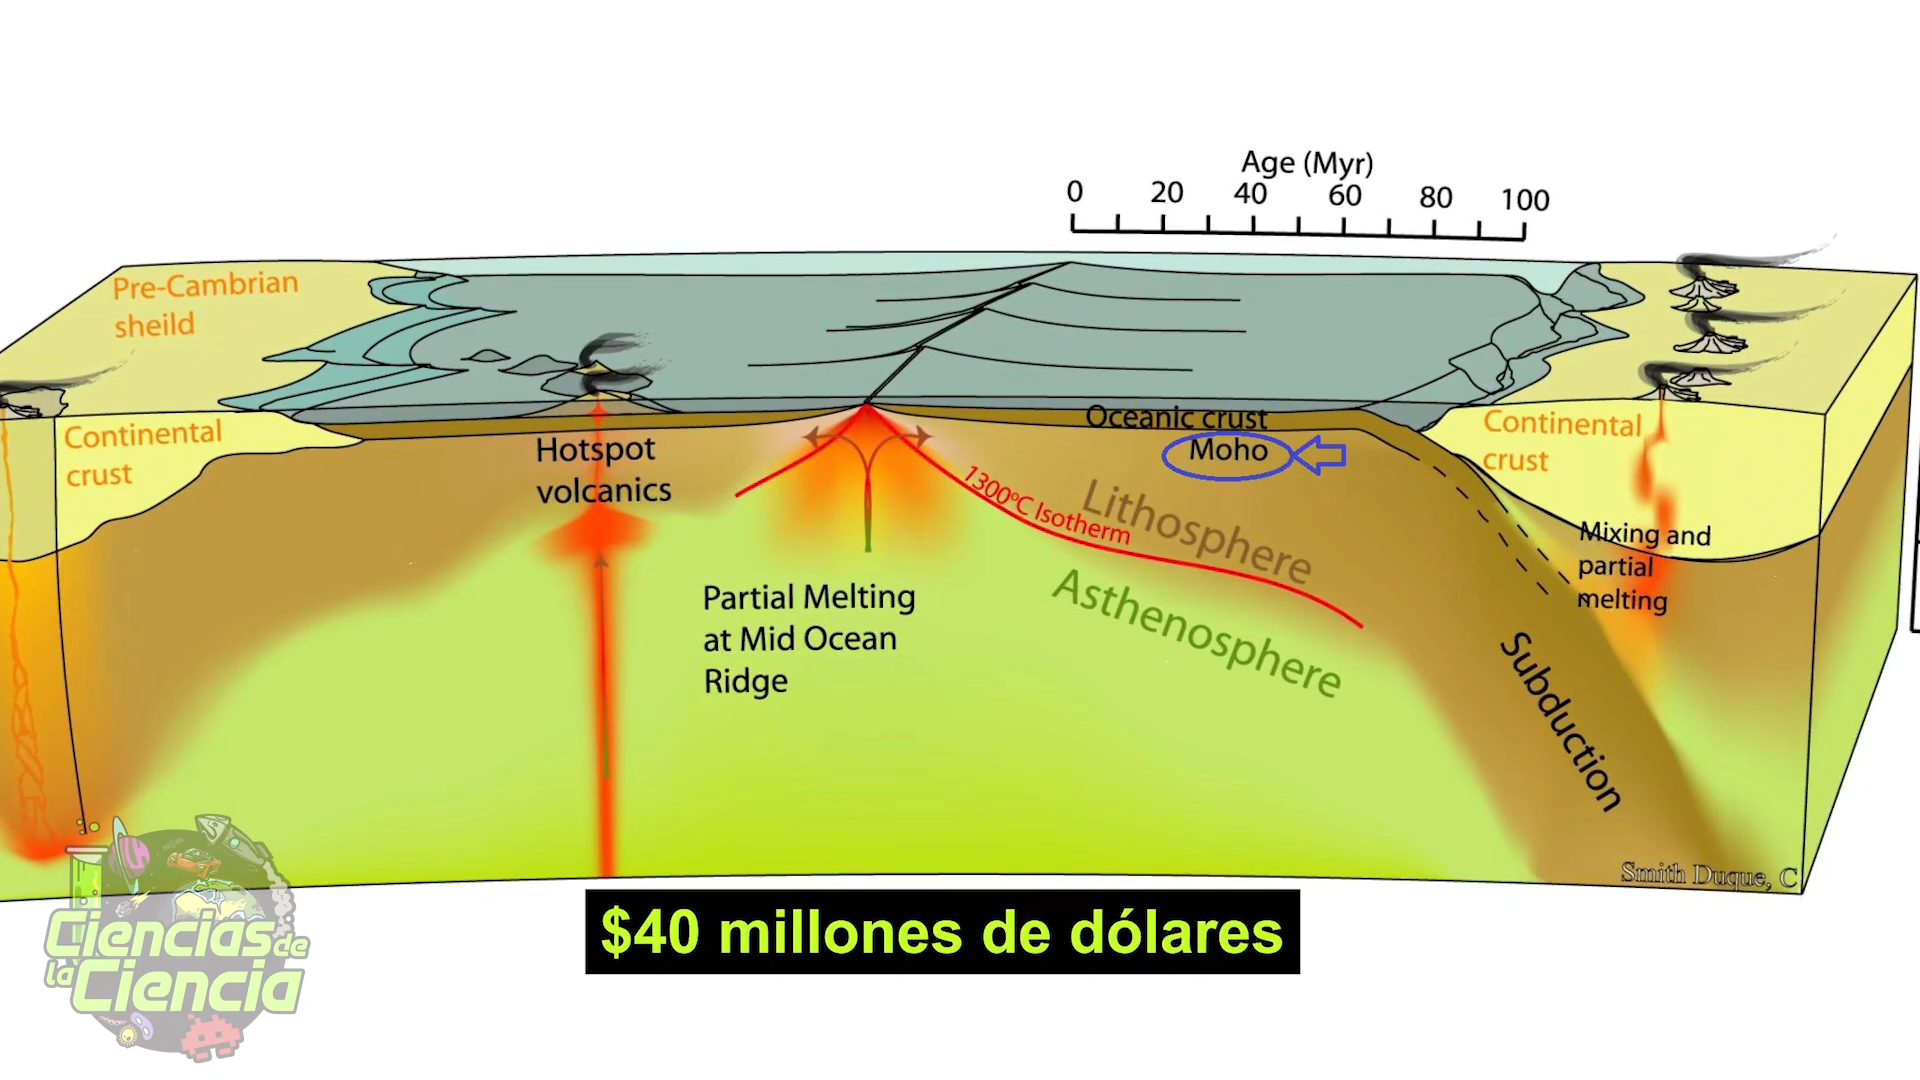 Age (Myr)
0 20 40 60 80 100
Pre-Cambrian
sheild
Continental
crust
Hotspot
volcanics
Oceanic crust
Moho
1300ºC Isotherm
Lithosphere
Asthenosphere
Partial Melting
at Mid Ocean
Ridge
Continental
crust
Mixing and
partial
melting
Subduction
Smith Duque, C
$40 millones de dólares
Ciencias de
la Ciencia